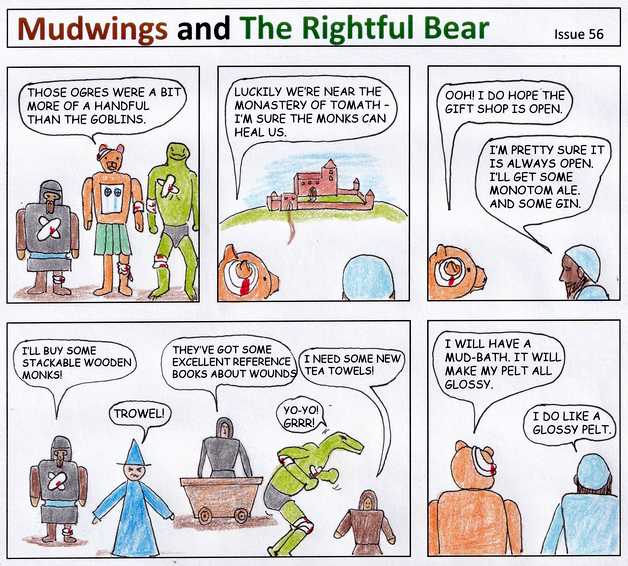 Mudwings and The Rightful Bear
Issue 56
THOSE OGRES WERE A BIT
MORE OF A HANDFUL
THAN THE GOBLINS.
LUCKILY WE'RE NEAR THE
MONASTERY OF TOMATH -
I'M SURE THE MONKS CAN
HEAL US.
OOH! I DO HOPE THE
GIFT SHOP IS OPEN.
I'M PRETTY SURE IT
IS ALWAYS OPEN.
I'LL GET SOME
MONOTOM ALE.
AND SOME GIN.
I'LL BUY SOME
STACKABLE WOODEN
MONKS!
TROWEL!
THEY'VE GOT SOME
EXCELLENT REFERENCE
BOOKS ABOUT WOUNDS
YO-YO!
GRRR!
I NEED SOME NEW
TEA TOWELS!
I WILL HAVE A
MUD-BATH. IT WILL
MAKE MY PELT ALL
GLOSSY.
I DO LIKE A
GLOSSY PELT.